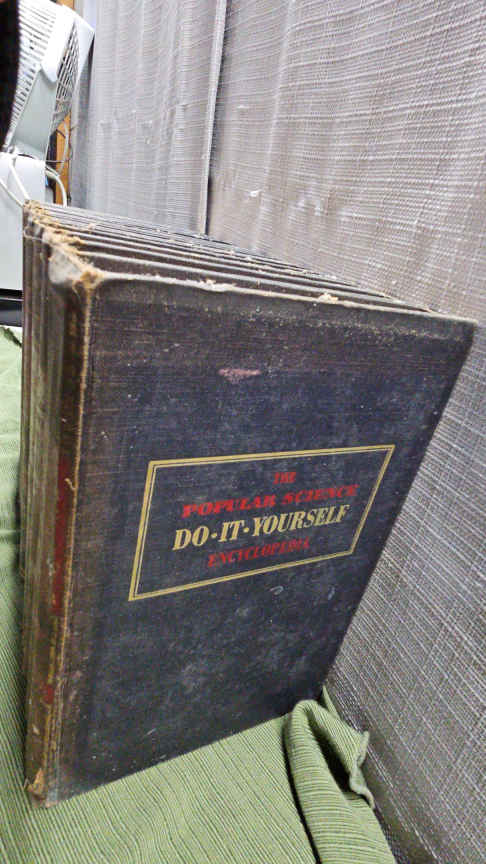 THE
POPULAR SCIENCE
DO·IT·YOURSELF
ENCYCLOPEDIA